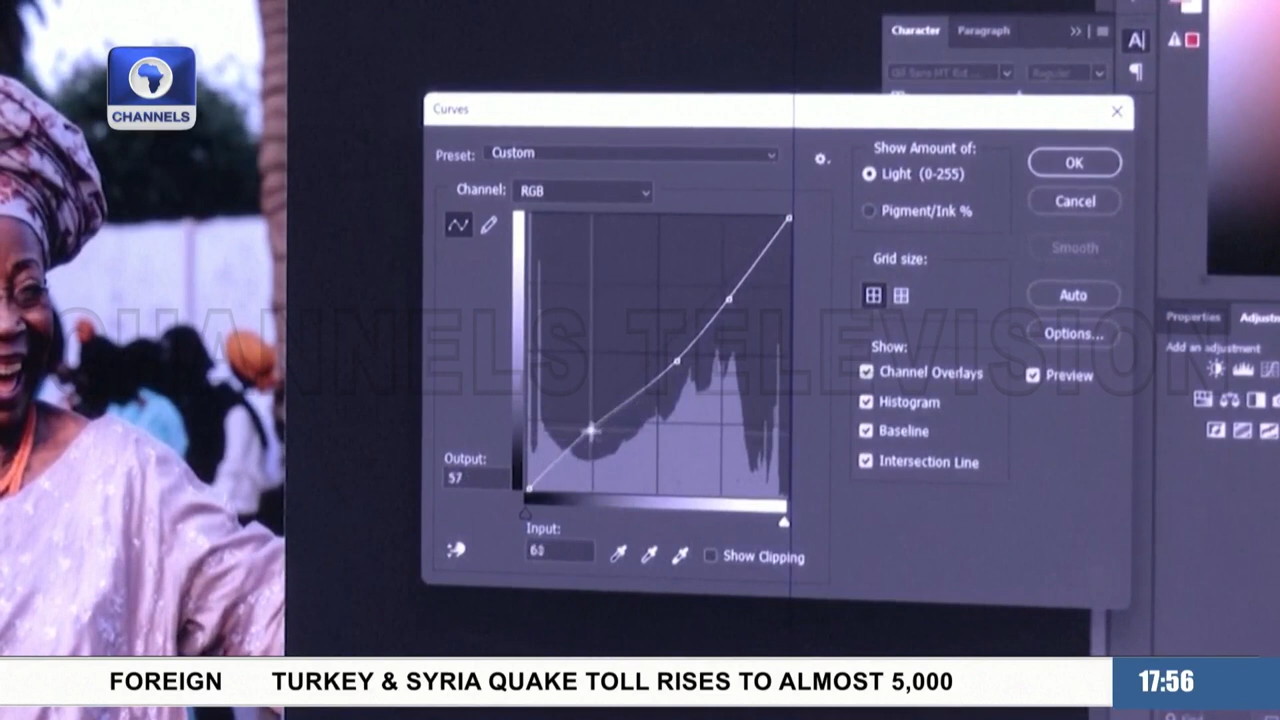 CHANNELS
Character Paragraph
Regular
Curves
Preset: Custom
Channel: RGB
Show Amount of:
Light (0-255)
Pigment/Ink %
OK
Cancel
Smooth
Grid size:
Auto
Options...
Show:
Channel Overlays
Preview
Histogram
Baseline
Intersection Line
Output:
57
Input:
Show Clipping
Properties
Add an adjustment
CHANNELS TELEVISION
FOREIGN TURKEY & SYRIA QUAKE TOLL RISES TO ALMOST 5,000
17:56